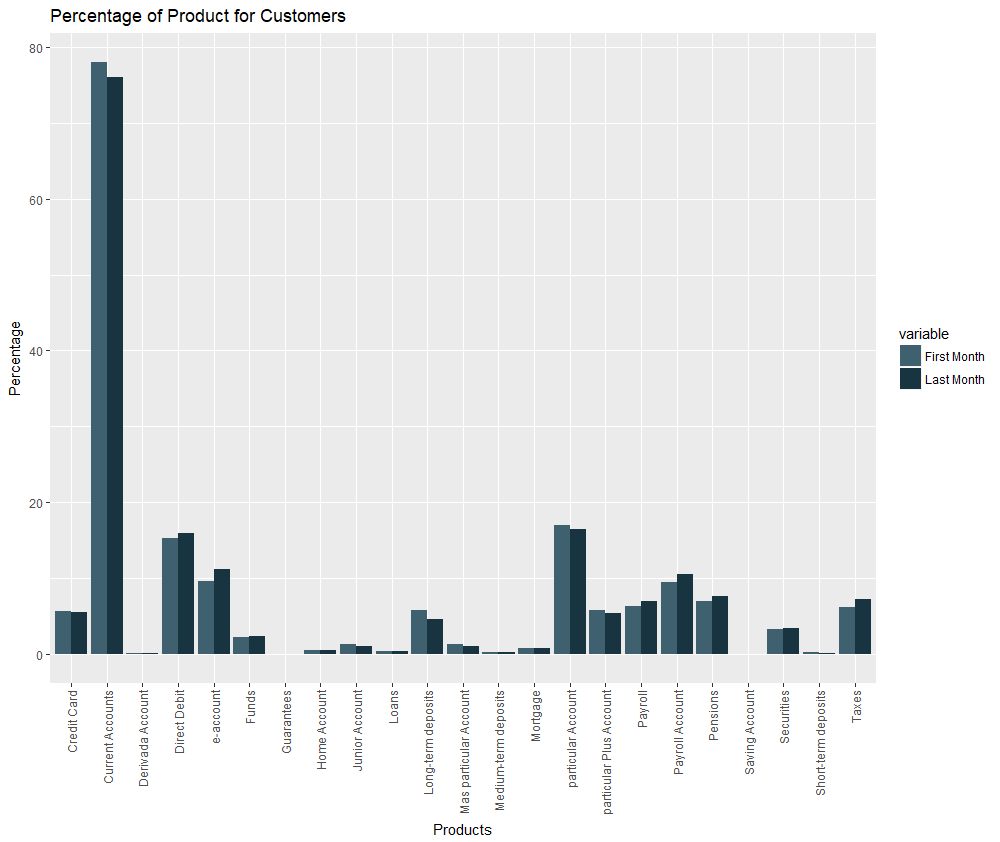 Percentage of Product for Customers
80
60
40
20
0
Percentage
Credit Card
Current Accounts
Derivada Account
Direct Debit
e-account
Funds
Guarantees
Home Account
Junior Account
Loans
Long-term deposits
Mas particular Account
Medium-term deposits
Mortgage
particular Account
particular Plus Account
Payroll
Payroll Account
Pensions
Saving Account
Securities
Short-term deposits
Taxes
Products
variable
First Month
Last Month